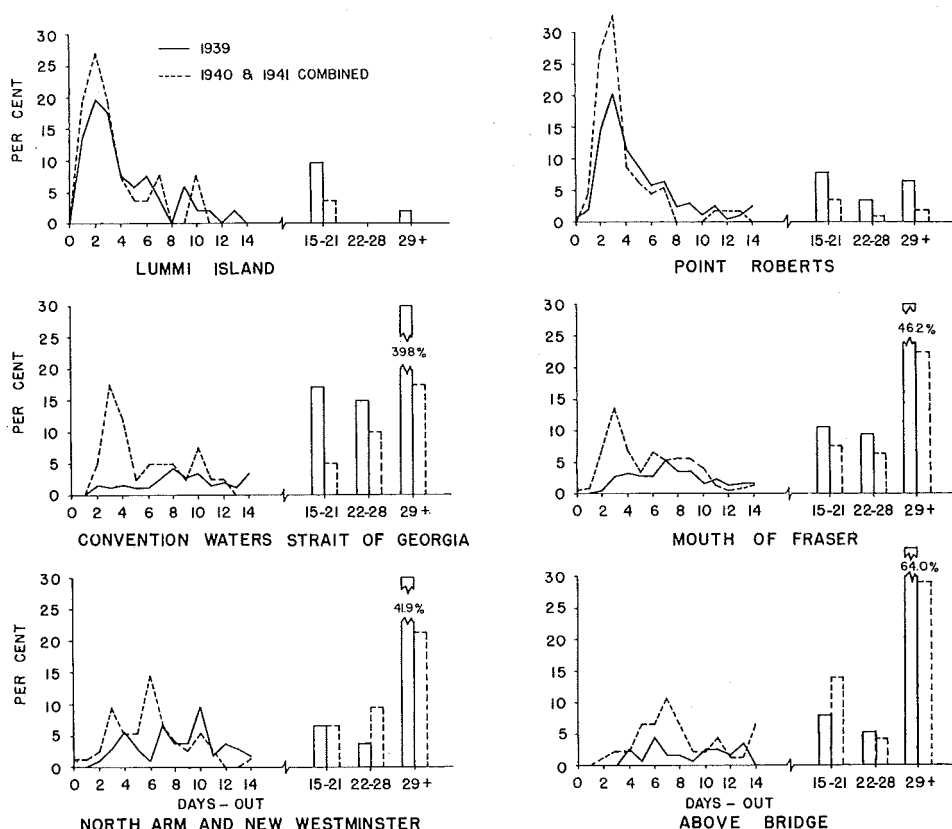 30
25
20
15
10
5
0
PER CENT
1939
1940 & 1941 COMBINED
0 2 4 6 8 10 12 14 15-21 22-28 29+
LUMMI ISLAND
30
25
20
15
10
5
0
0 2 4 6 8 10 12 14 15-21 22-28 29+
POINT ROBERTS
30
25
20
15
10
5
0
PER CENT
398%
0 2 4 6 8 10 12 14 15-21 22-28 29+
CONVENTION WATERS STRAIT OF GEORGIA
30
25
20
15
10
5
0
46.2%
0 2 4 6 8 10 12 14 15-21 22-28 29+
MOUTH OF FRASER
30
25
20
15
10
5
0
PER CENT
41.9%
0 2 4 6 8 10 12 14 15-21 22-28 29+
DAYS-OUT
NORTH ARM AND NEW WESTMINSTER
30
25
20
15
10
5
0
64.0%
0 2 4 6 8 10 12 14 15-21 22-28 29+
DAYS-OUT
ABOVE BRIDGE